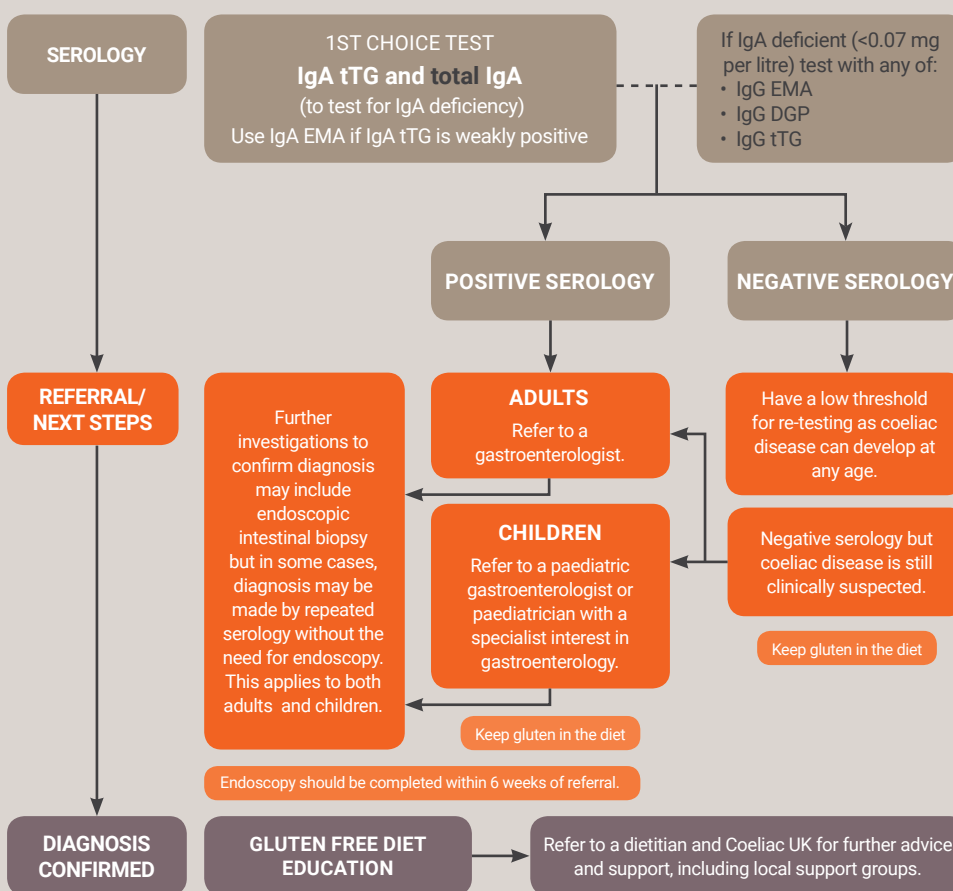 SEROLOGY
1ST CHOICE TEST
IgA tTG and total IgA
(to test for IgA deficiency)
Use IgA EMA if IgA tTG is weakly positive
If IgA deficient (<0.07 mg
per litre) test with any of:
• IgG EMA
• IgG DGP
• IgG tTG
POSITIVE SEROLOGY
NEGATIVE SEROLOGY
REFERRAL/
NEXT STEPS
Further
investigations to
confirm diagnosis
may include
endoscopic
intestinal biopsy
but in some cases,
diagnosis may be
made by repeated
serology without the
need for endoscopy.
This applies to both
adults and children.
ADULTS
Refer to a
gastroenterologist.
CHILDREN
Refer to a paediatric
gastroenterologist or
paediatrician with a
specialist interest in
gastroenterology.
Keep gluten in the diet
Have a low threshold
for re-testing as coeliac
disease can develop at
any age.
Negative serology but
coeliac disease is still
clinically suspected.
Keep gluten in the diet
Endoscopy should be completed within 6 weeks of referral.
DIAGNOSIS
CONFIRMED
GLUTEN FREE DIET
EDUCATION
Refer to a dietitian and Coeliac UK for further advice
and support, including local support groups.